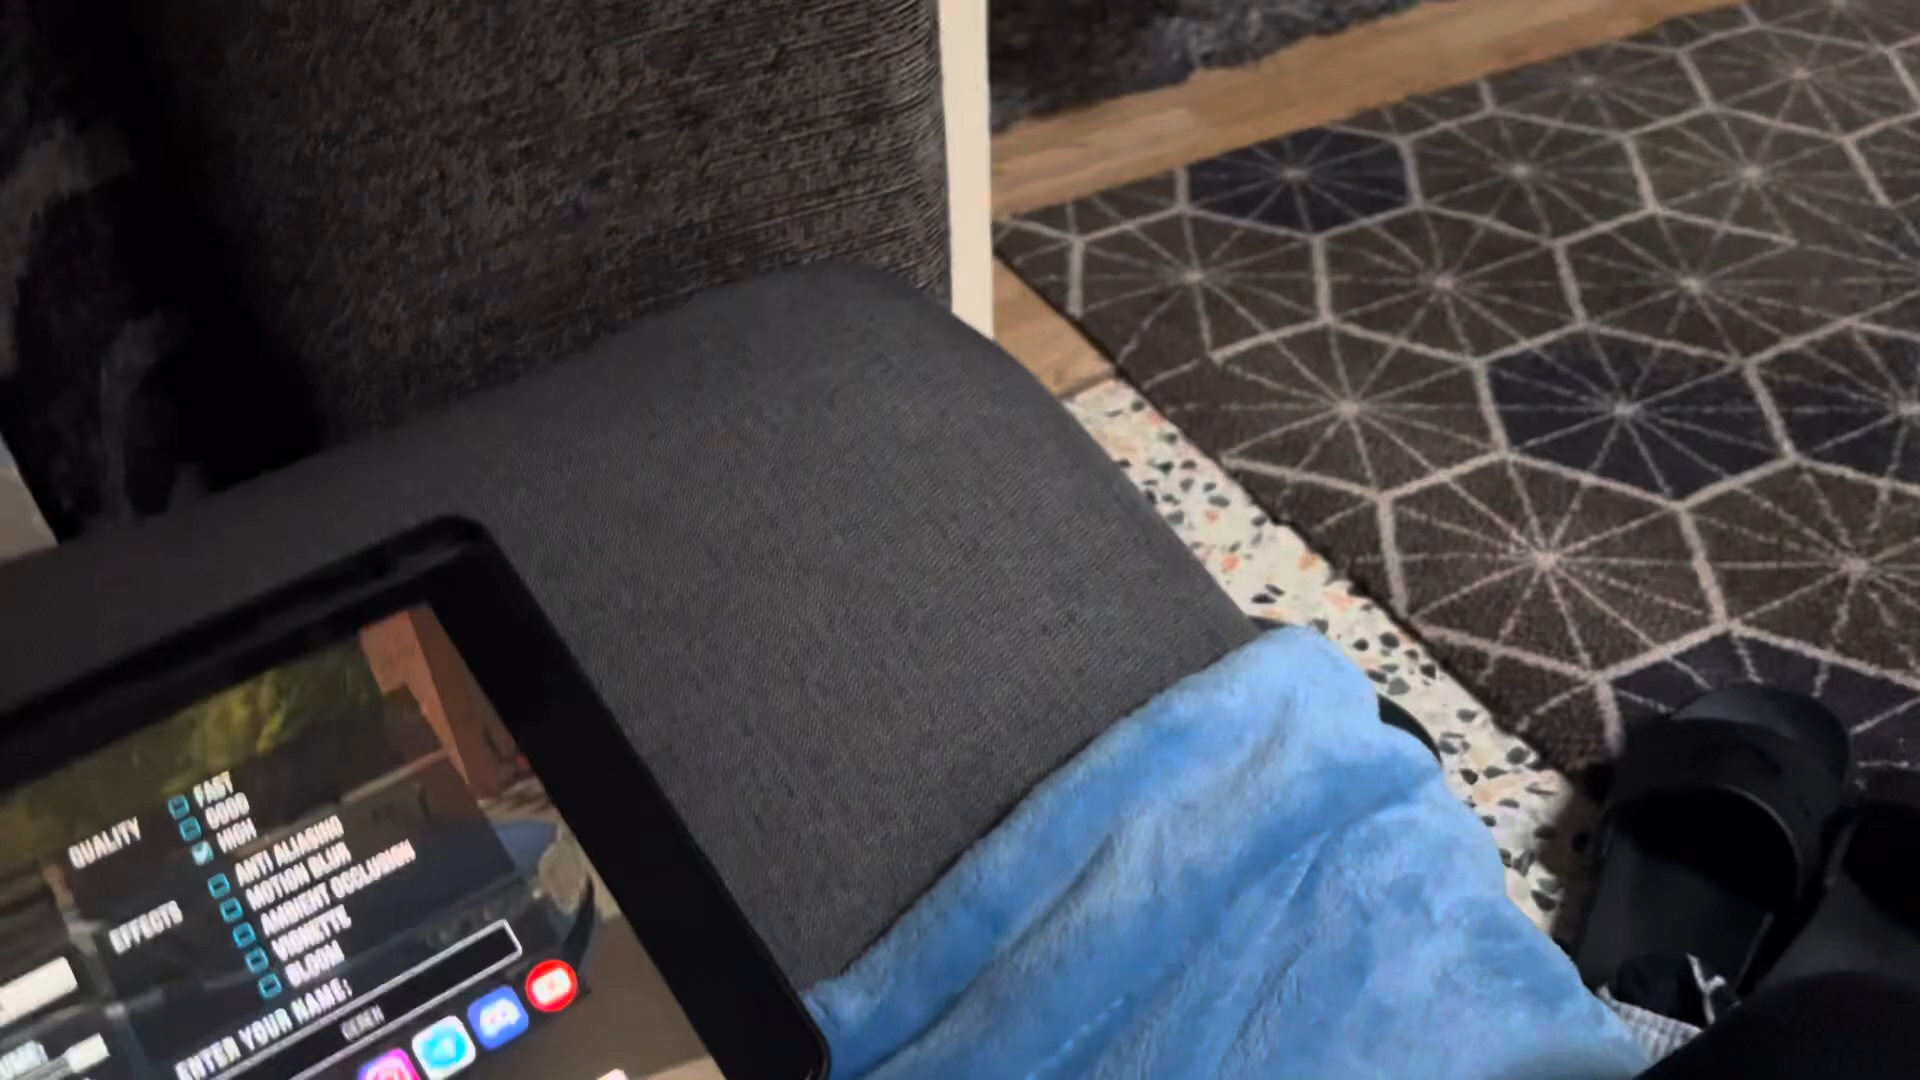 QUALITY
FAST
GOOD
HIGH
EFFECTS
ANTI ALIASING
MOTION BLUR
AMBIENT OCCLUSION
VIGNETTE
BLOOM
ENTER YOUR NAME: